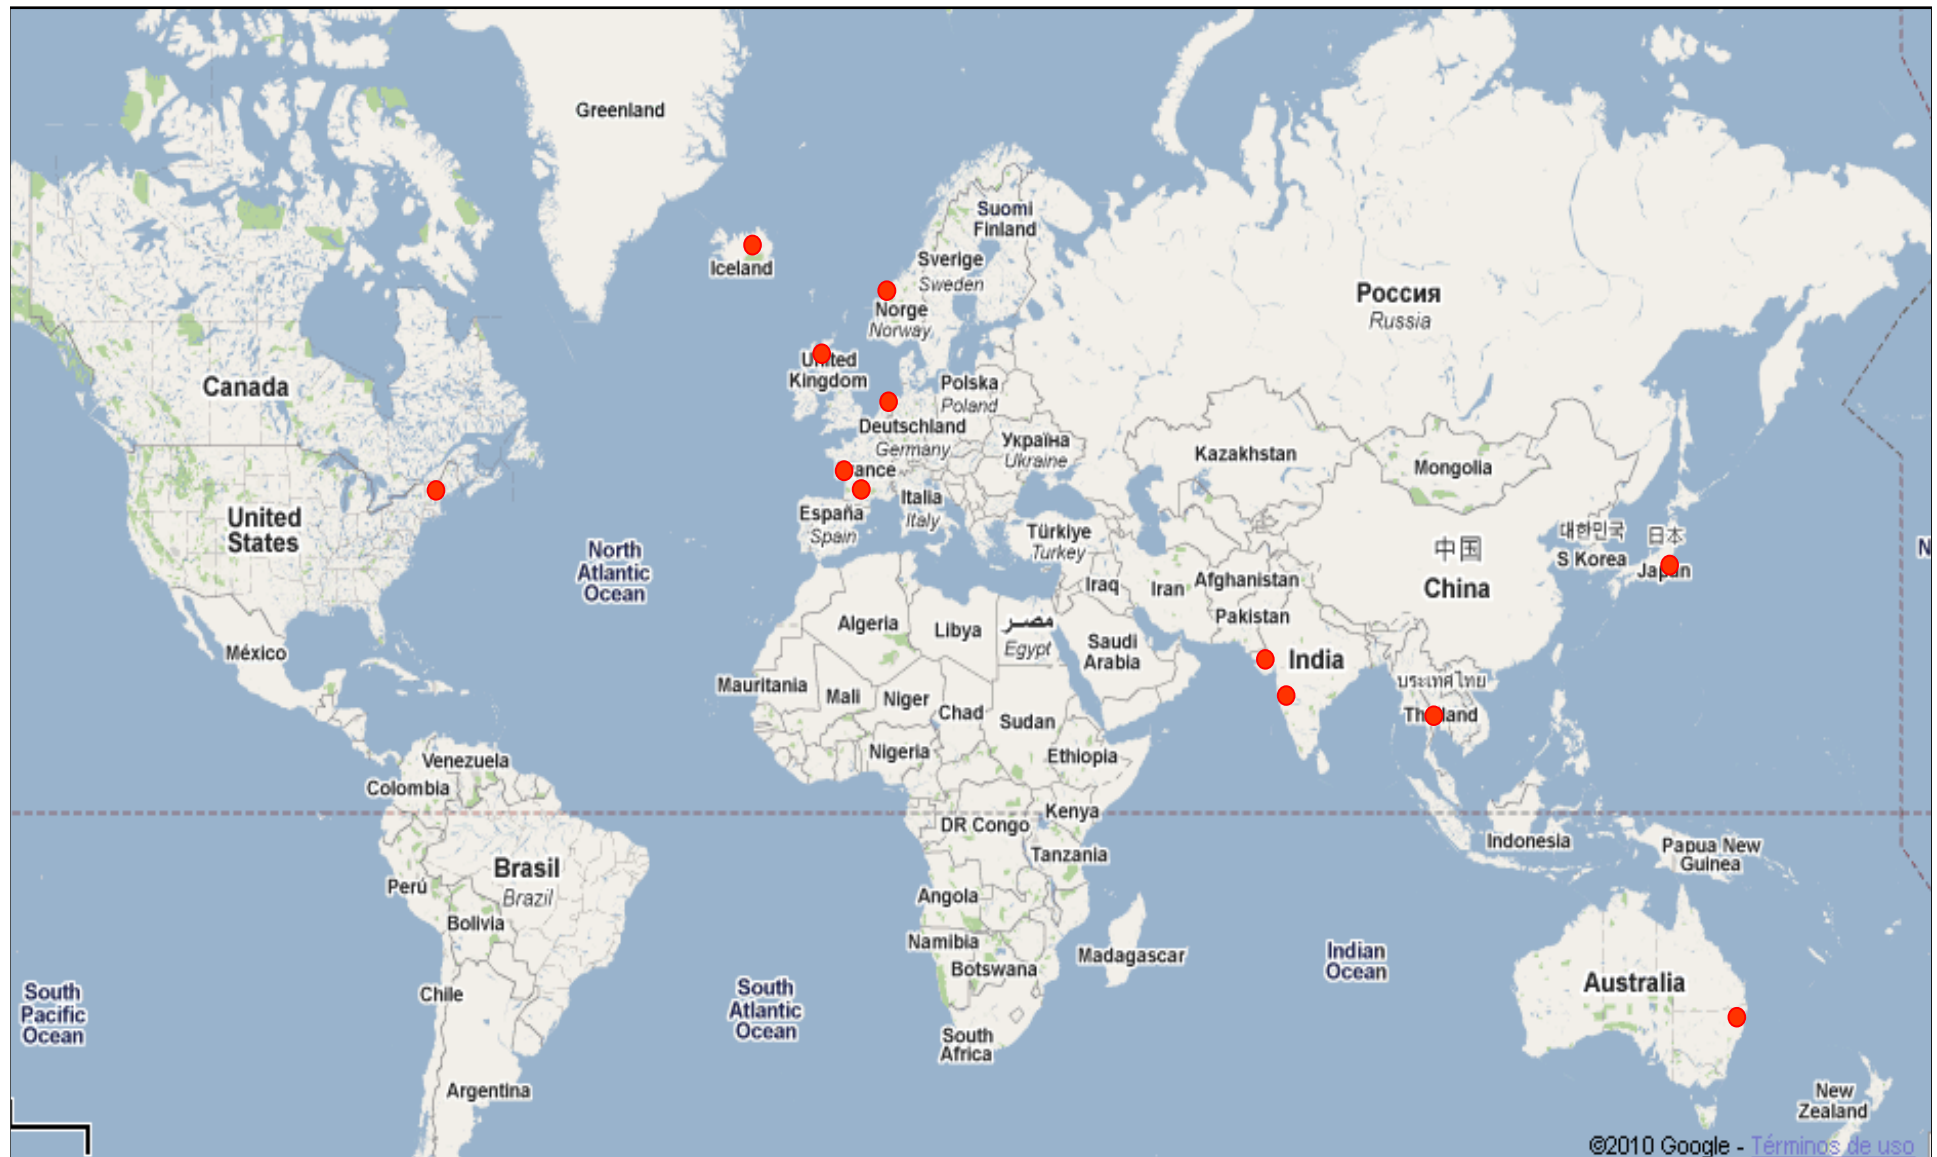 Greenland
Suomi
Finland
Iceland
Sverige
Sweden
Norge
Norway
Россия
Russia
United
Kingdom
Canada
Polska
Poland
Deutschland
Germany
Україна
Ukraine
Kazakhstan
Mongolia
ance
Italia
Italy
España
Spain
United
States
Türkiye
Turkey
North
Atlantic
Ocean
대한민국
S Korea
日本
Japan
中国
China
Iraq
Iran
Afghanistan
Pakistan
Algeria
Libya
مصر
Egypt
Saudi
Arabia
México
India
Mauritania
Mali
Niger
Chad
Sudan
ประเทศไทย
Thailand
Nigeria
Ethiopia
Venezuela
Colombia
Kenya
DR Congo
Tanzania
Indonesia
Papua New
Guinea
Brasil
Brazil
Perú
Bolivia
Angola
Namibia
Botswana
Madagascar
Indian
Ocean
Australia
South
Pacific
Ocean
Chile
South
Atlantic
Ocean
South
Africa
Argentina
New
Zealand
N
©2010 Google - Términos de uso